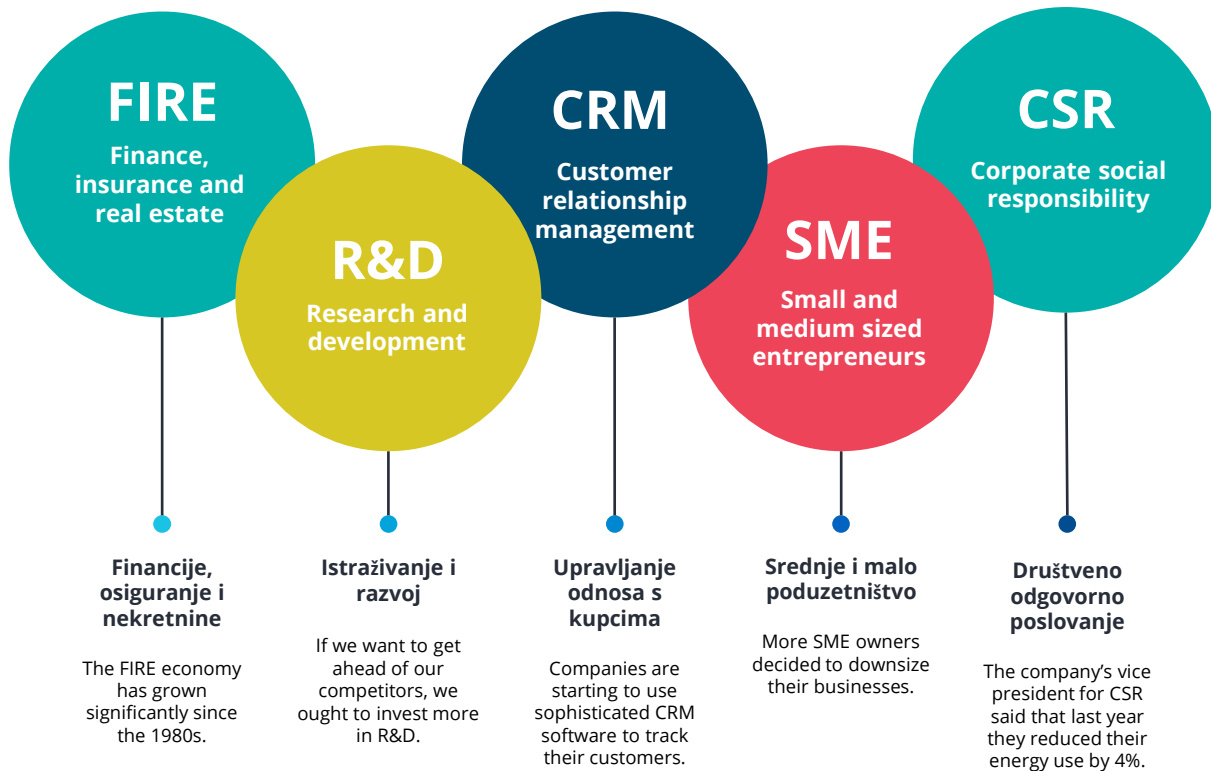 FIRE
Finance,
insurance and
real estate
R&D
Research and
development
CRM
Customer
relationship
management
SME
Small and
medium sized
entrepreneurs
CSR
Corporate social
responsibility
Financije,
osiguranje i
nekretnine
The FIRE economy
has grown
significantly since
the 1980s.
Istraživanje i
razvoj
If we want to get
ahead of our
competitors, we
ought to invest more
in R&D.
Upravljanje
odnosa s
kupcima
Companies are
starting to use
sophisticated CRM
software to track
their customers.
Srednje i malo
poduzetništvo
More SME owners
decided to downsize
their businesses.
Društveno
odgovorno
poslovanje
The company’s vice
president for CSR
said that last year
they reduced their
energy use by 4%.